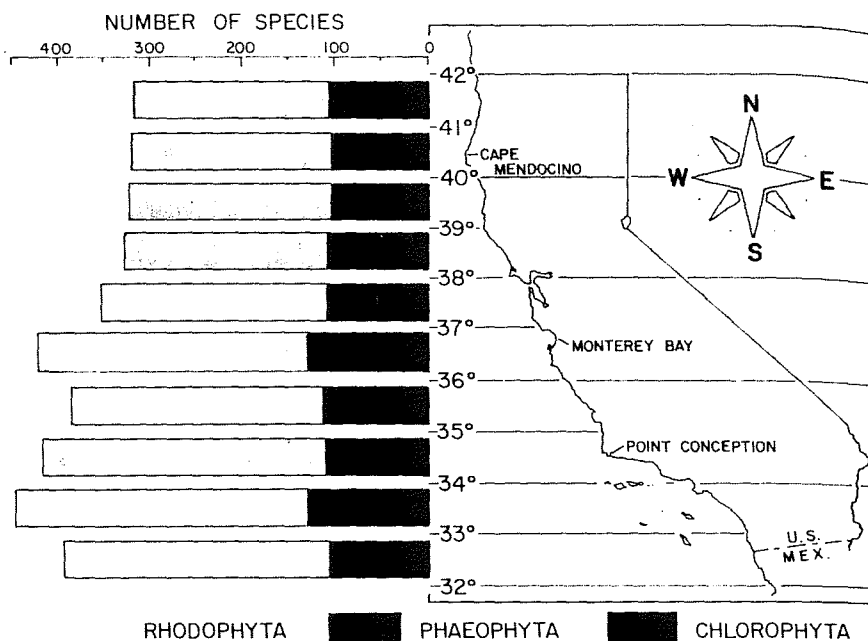 NUMBER OF SPECIES
400 300 200 100 0
42°
41°
CAPE MENDOCINO
40°
39°
38°
37°
MONTEREY BAY
36°
35°
POINT CONCEPTION
34°
33°
U.S.
MEX.
32°
N
W E
S
RHODOPHYTA PHAEOPHYTA CHLOROPHYTA